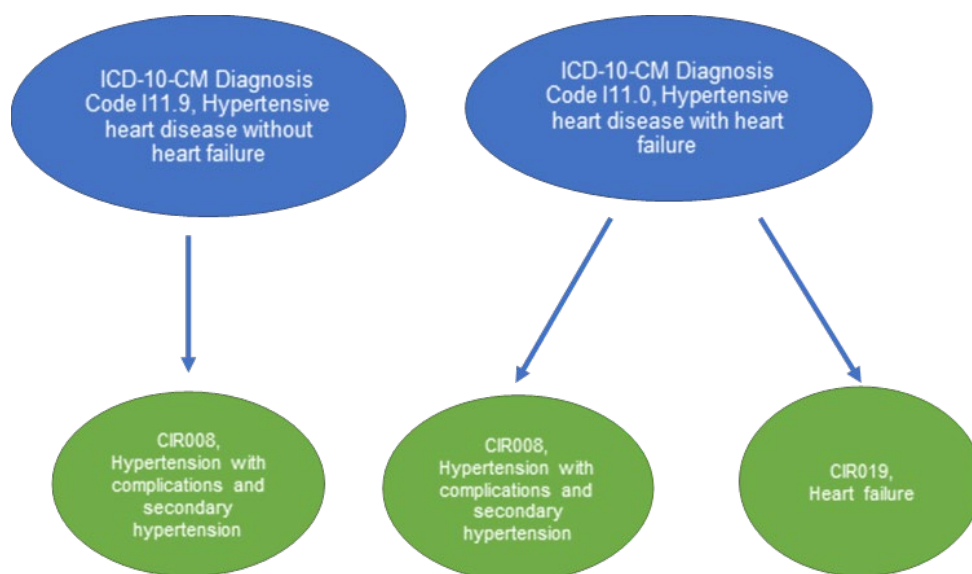 ICD-10-CM Diagnosis
Code I11.9, Hypertensive
heart disease without
heart failure
ICD-10-CM Diagnosis
Code I11.0, Hypertensive
heart disease with heart
failure
CIR008,
Hypertension with
complications and
secondary
hypertension
CIR008,
Hypertension with
complications and
secondary
hypertension
CIR019,
Heart failure